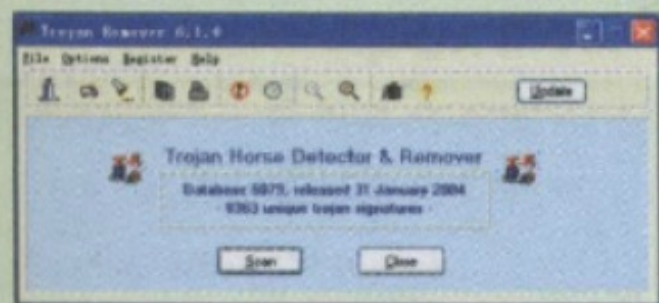 Trojan Remover 6.1.4
File Options Register Help
Update
Trojan Horse Detector & Remover
Database 6079, released 31 January 2004
- 9363 unique trojan signatures -
Scan
Close